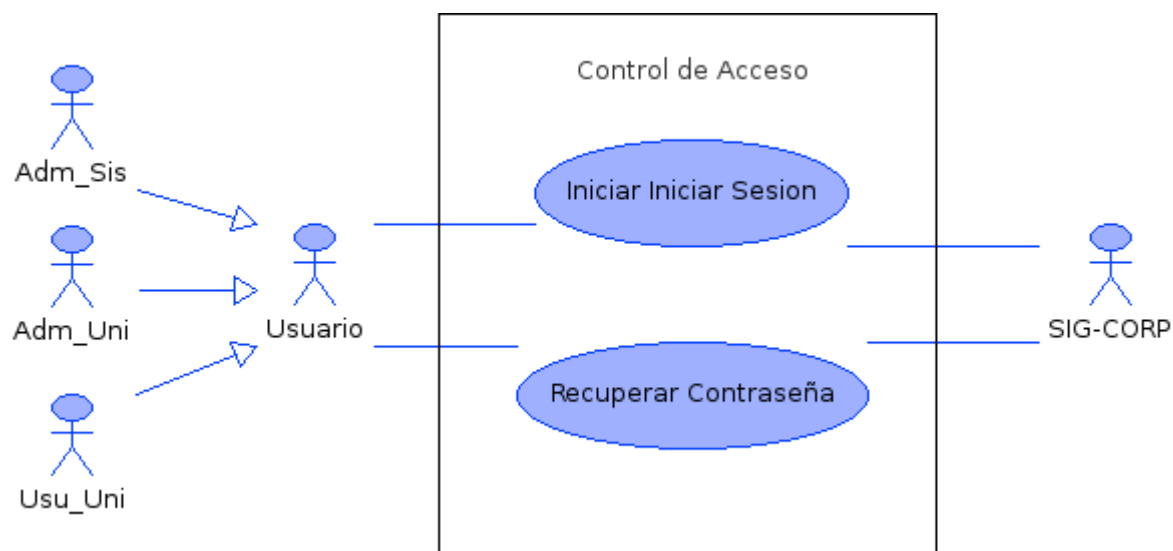 Control de Acceso
Adm_Sis
Iniciar Iniciar Sesion
Adm_Uni
Usuario
SIG-CORP
Recuperar Contraseña
Usu_Uni